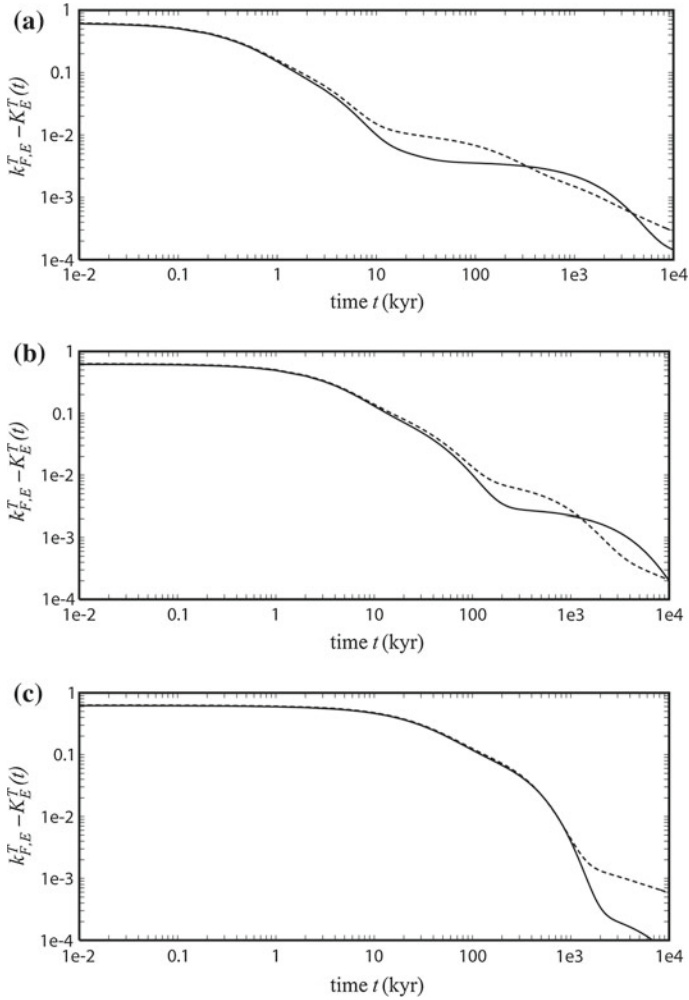 (a)
1
0.1
1e-2
1e-3
1e-4
k^T_{F,E} – K^T_E(t)
1e-2 0.1 1 10 100 1e3 1e4
time t (kyr)
(b)
1
0.1
1e-2
1e-3
1e-4
k^T_{F,E} – K^T_E(t)
1e-2 0.1 1 10 100 1e3 1e4
time t (kyr)
(c)
1
0.1
1e-2
1e-3
1e-4
k^T_{F,E} – K^T_E(t)
1e-2 0.1 1 10 100 1e3 1e4
time t (kyr)